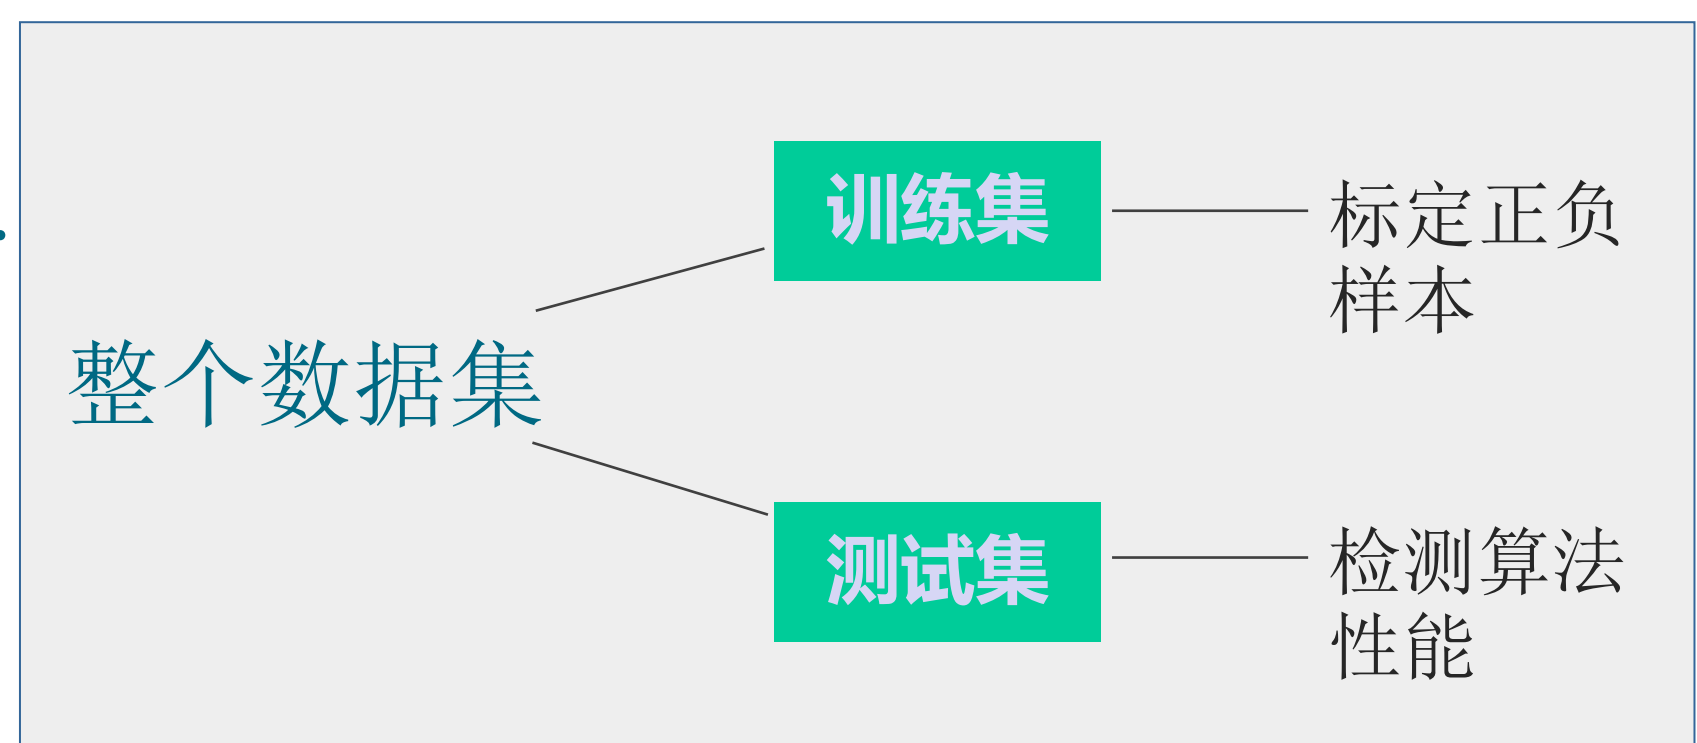 整个数据集
训练集
标定正负
样本
测试集
检测算法
性能